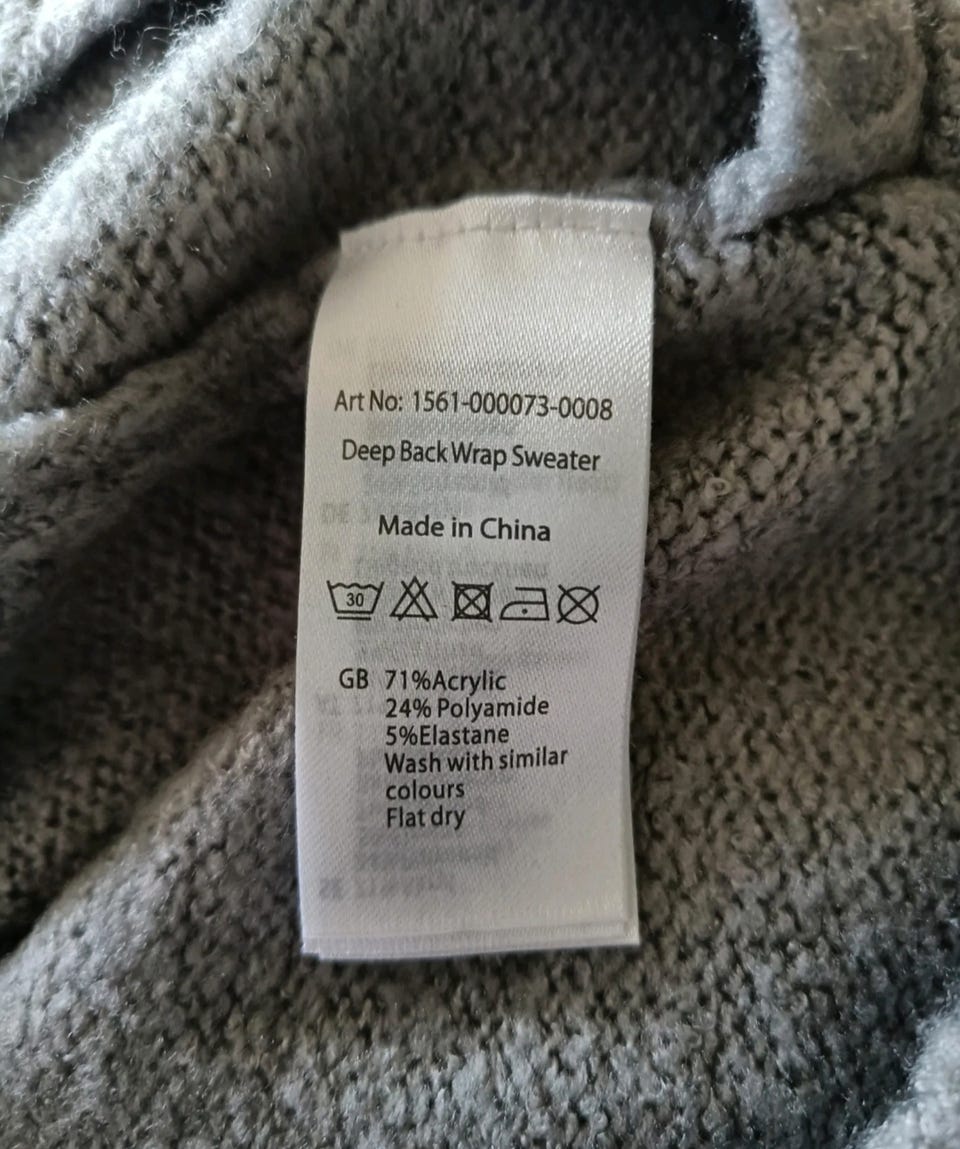 Art No: 1561-000073-0008
Deep Back Wrap Sweater
Made in China
30
GB 71%Acrylic
24% Polyamide
5%Elastane
Wash with similar
colours
Flat dry